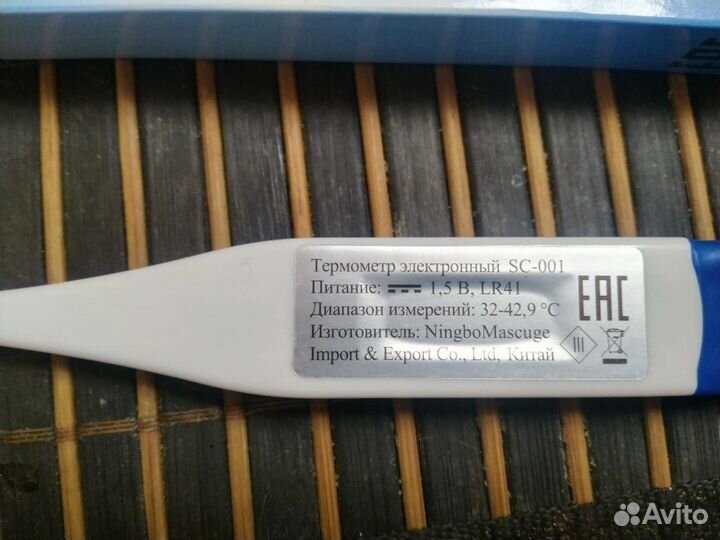 Термометр электронный SC-001
Питание: 1,5 В, LR41
Диапазон измерений: 32-42,9 °C
Изготовитель: NingboMascuge
Import & Export Co., Ltd, Китай
EAC
III
Avito